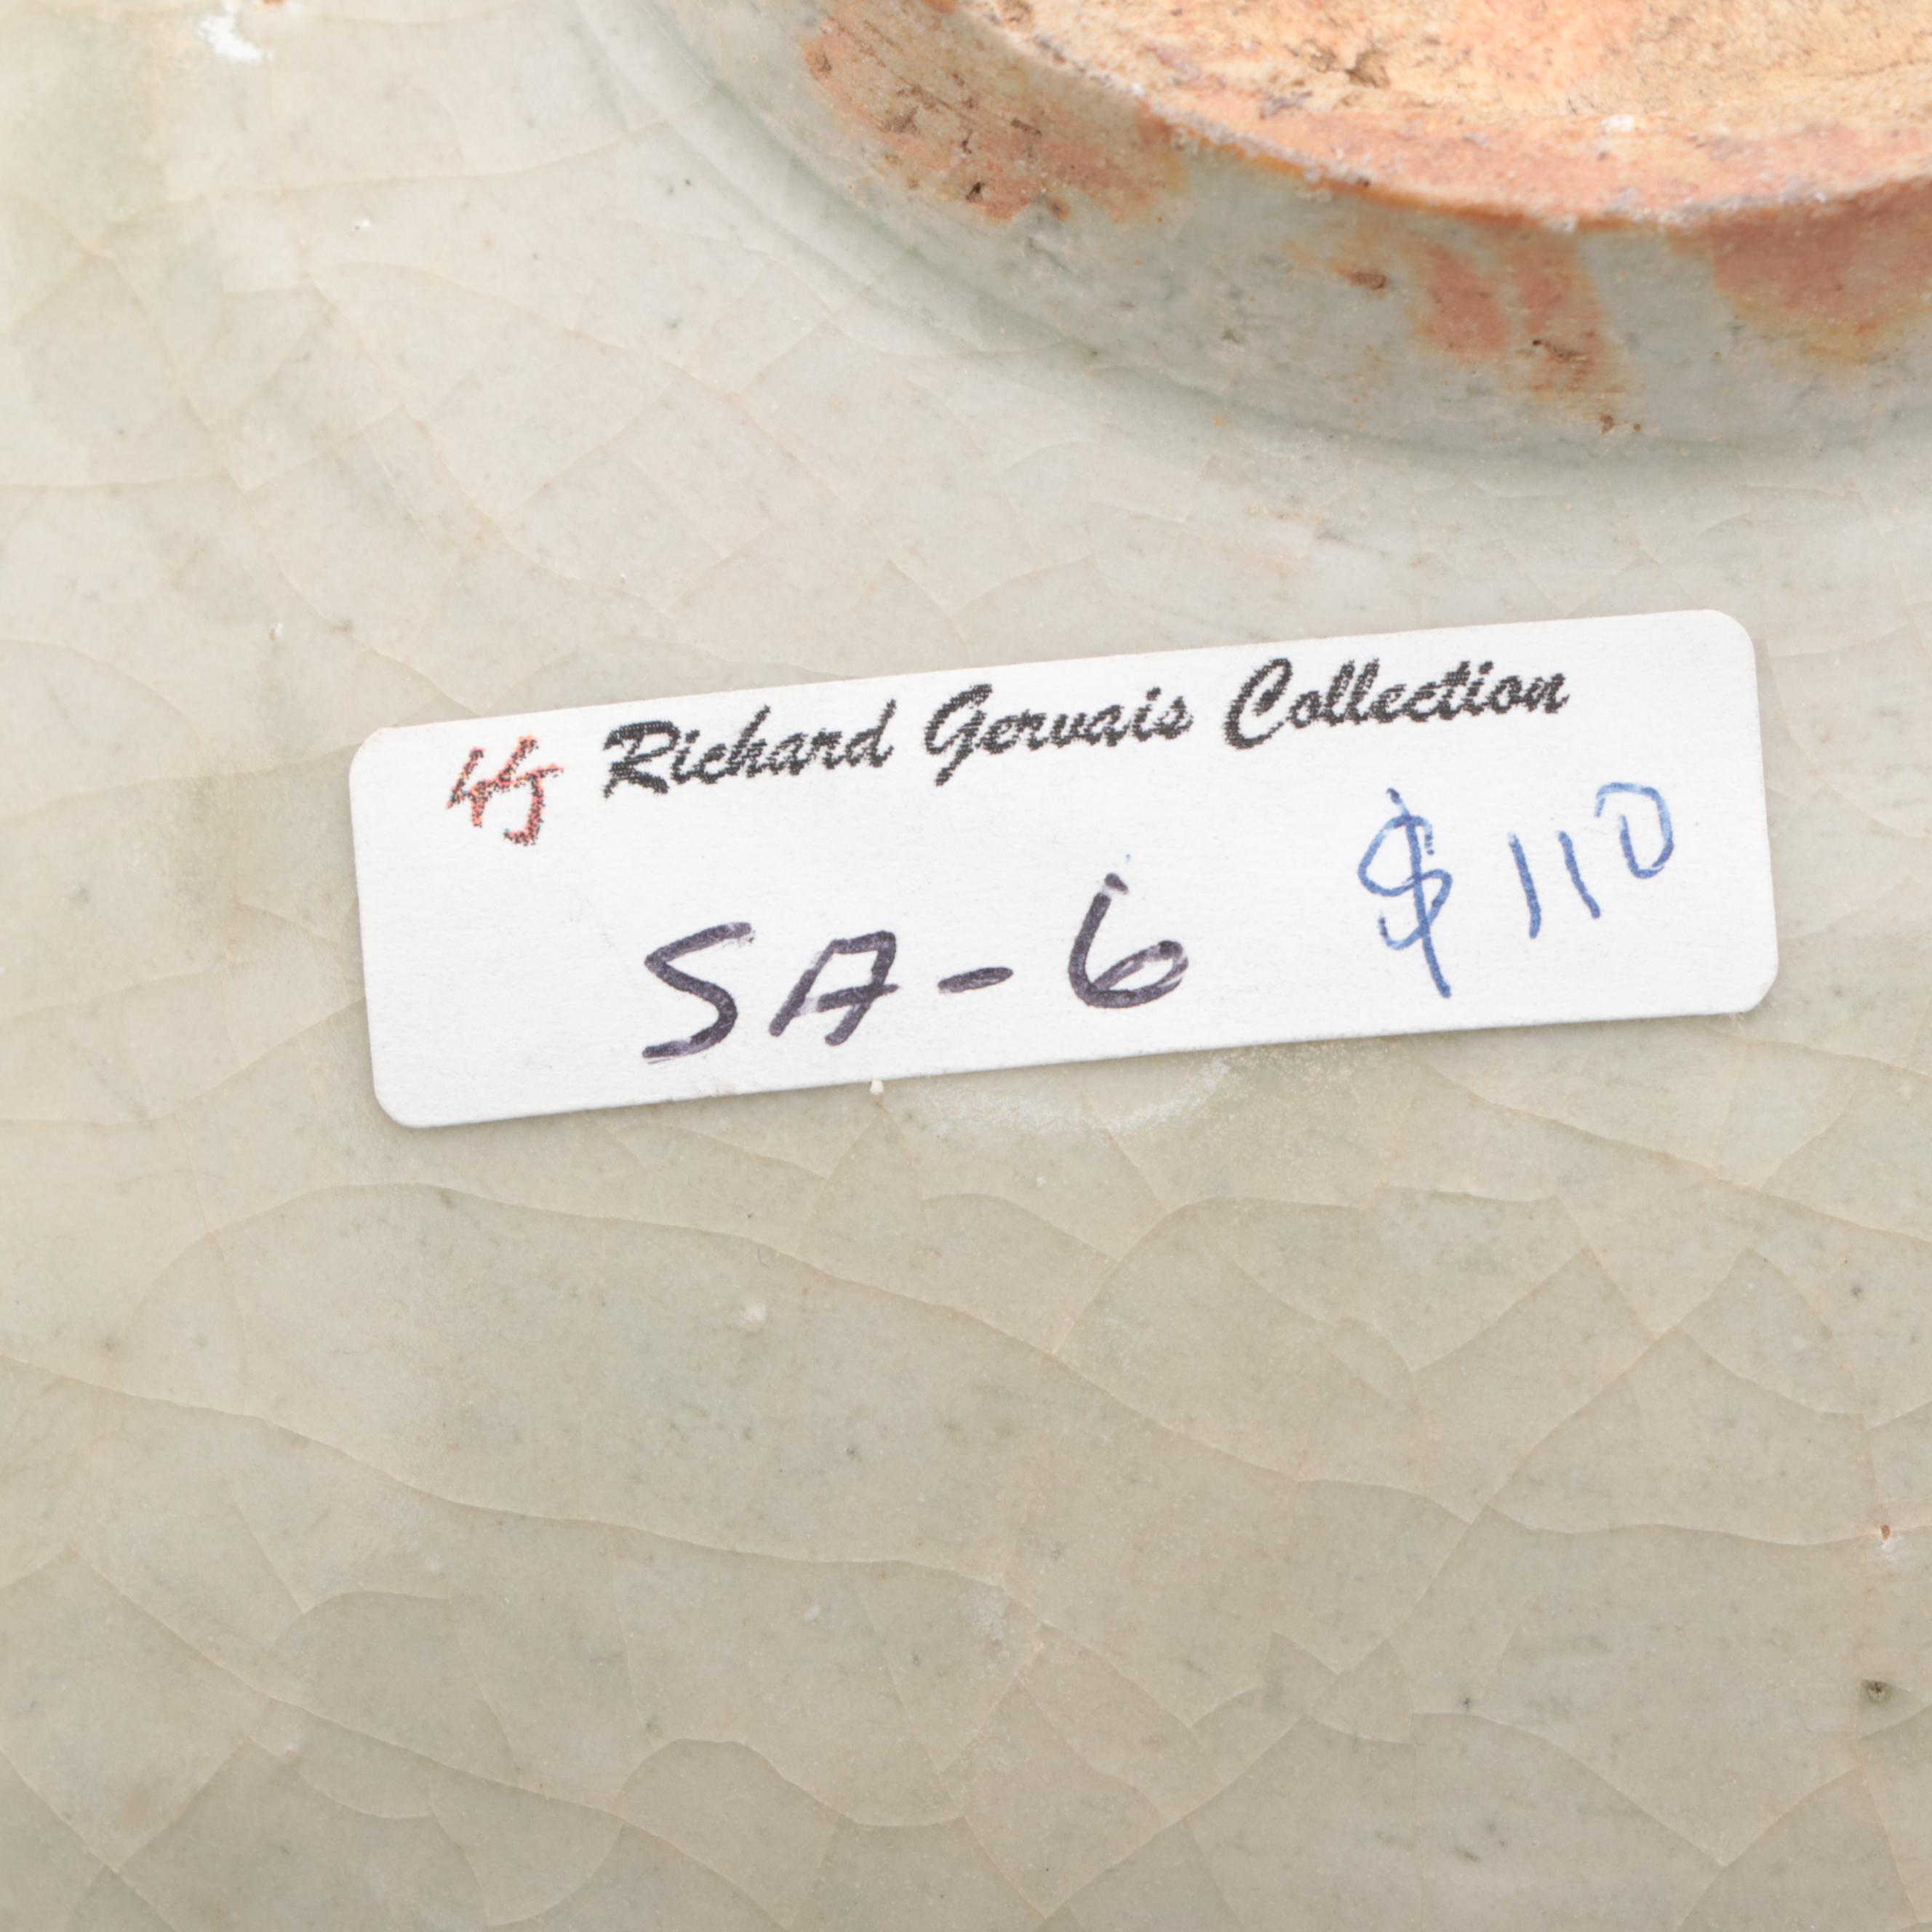 Richard Gervais Collection
SA-6 $110